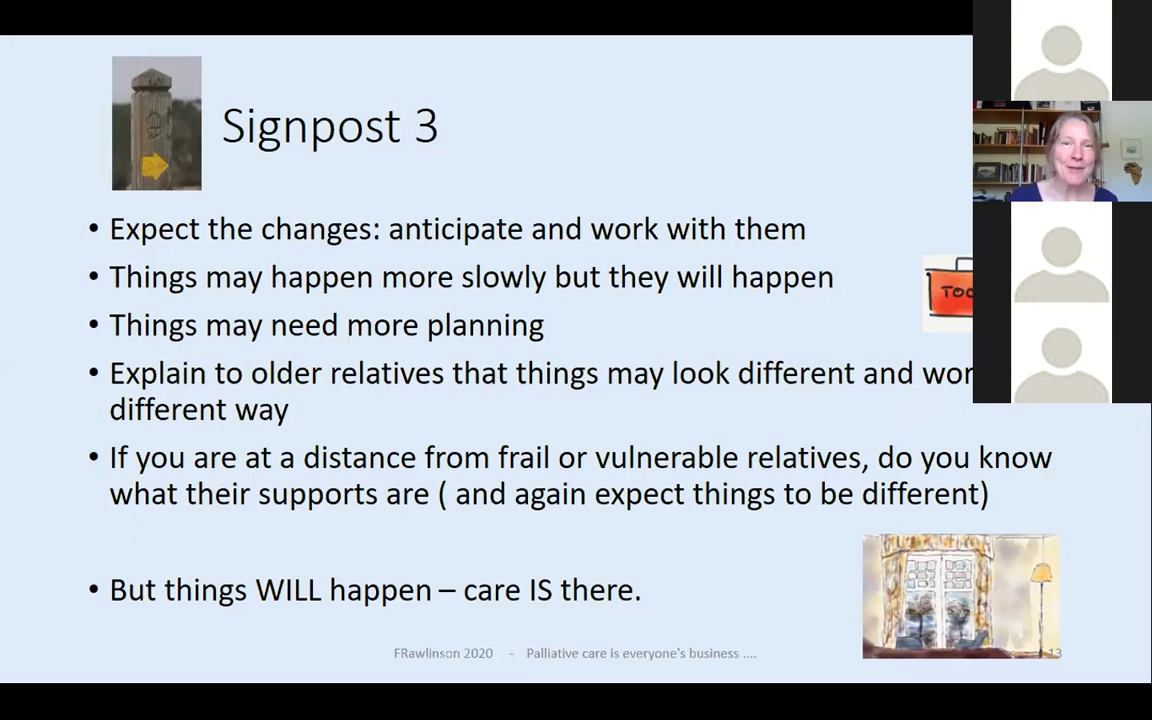 Signpost 3
• Expect the changes: anticipate and work with them
• Things may happen more slowly but they will happen
• Things may need more planning
• Explain to older relatives that things may look different and
different way
• If you are at a distance from frail or vulnerable relatives, do you know
what their supports are ( and again expect things to be different)
• But things WILL happen – care IS there.
FRawlinson 2020 - Palliative care is everyone's business ....
13